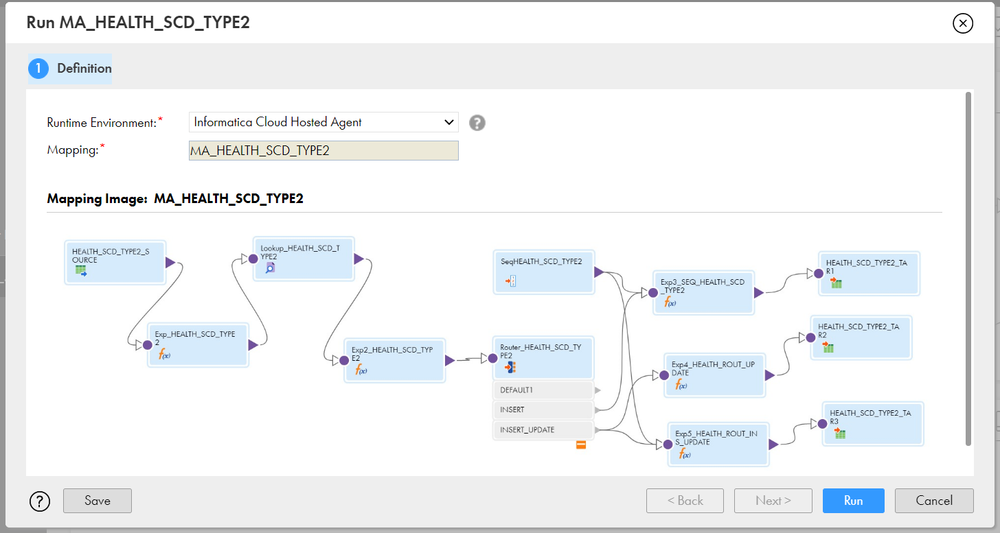 Run MA_HEALTH_SCD_TYPE2
1 Definition
Runtime Environment:* Informatica Cloud Hosted Agent ?
Mapping:* MA_HEALTH_SCD_TYPE2
Mapping Image: MA_HEALTH_SCD_TYPE2
HEALTH_SCD_TYPE2_S
OURCE
Exp_HEALTH_SCD_TYPE
2
f(x)
Lookup_HEALTH_SCD_T
YPE2
Exp2_HEALTH_SCD_TYP
E2
f(x)
SeqHEALTH_SCD_TYPE2
Router_HEALTH_SCD_TY
PE2
DEFAULT1
INSERT
INSERT_UPDATE
Exp3_SEQ_HEALTH_SCD
_TYPE2
f(x)
Exp4_HEALTH_ROUT_UP
DATE
f(x)
Exp5_HEALTH_ROUT_IN
S_UPDATE
f(x)
HEALTH_SCD_TYPE2_TA
R1
HEALTH_SCD_TYPE2_TA
R2
HEALTH_SCD_TYPE2_TA
R3
? Save < Back Next > Run Cancel